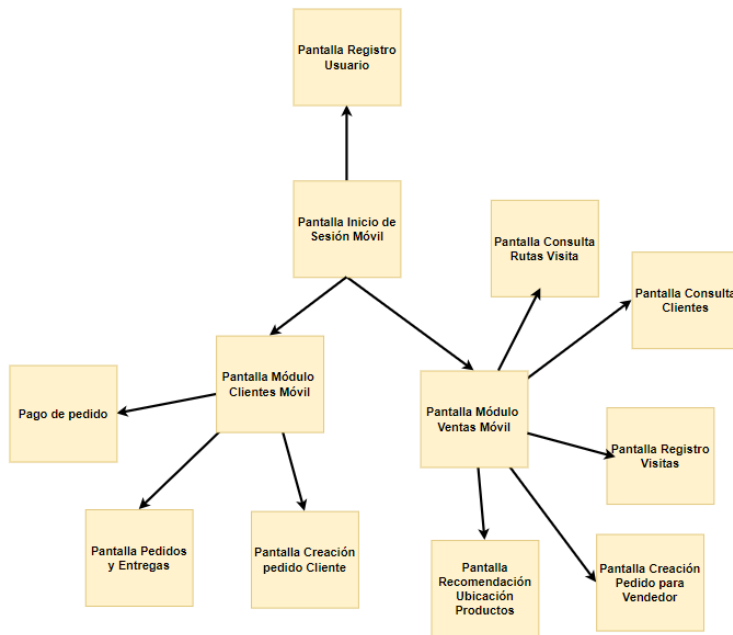 Pantalla Registro
Usuario
Pantalla Inicio de
Sesión Móvil
Pantalla Consulta
Rutas Visita
Pantalla Consulta
Clientes
Pantalla Módulo
Clientes Móvil
Pago de pedido
Pantalla Módulo
Ventas Móvil
Pantalla Registro
Visitas
Pantalla Pedidos
y Entregas
Pantalla Creación
pedido Cliente
Pantalla
Recomendación
Ubicación
Productos
Pantalla Creación
Pedido para
Vendedor